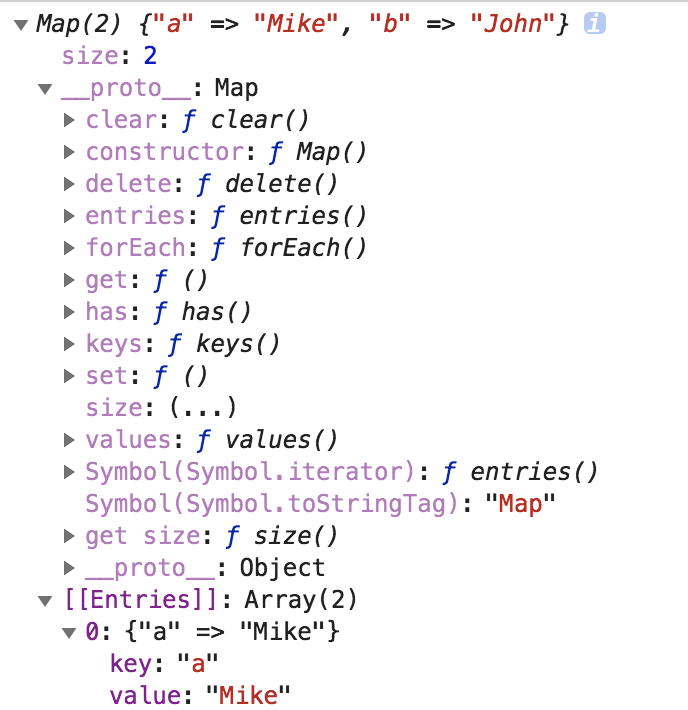 ▼ Map(2) {"a" => "Mike", "b" => "John"} i
size: 2
▼ __proto__: Map
▶ clear: ƒ clear()
▶ constructor: ƒ Map()
▶ delete: ƒ delete()
▶ entries: ƒ entries()
▶ forEach: ƒ forEach()
▶ get: ƒ ()
▶ has: ƒ has()
▶ keys: ƒ keys()
▶ set: ƒ ()
size: (...)
▶ values: ƒ values()
▶ Symbol(Symbol.iterator): ƒ entries()
Symbol(Symbol.toStringTag): "Map"
▶ get size: ƒ size()
▶ __proto__: Object
▼ [[Entries]]: Array(2)
▼ 0: {"a" => "Mike"}
key: "a"
value: "Mike"